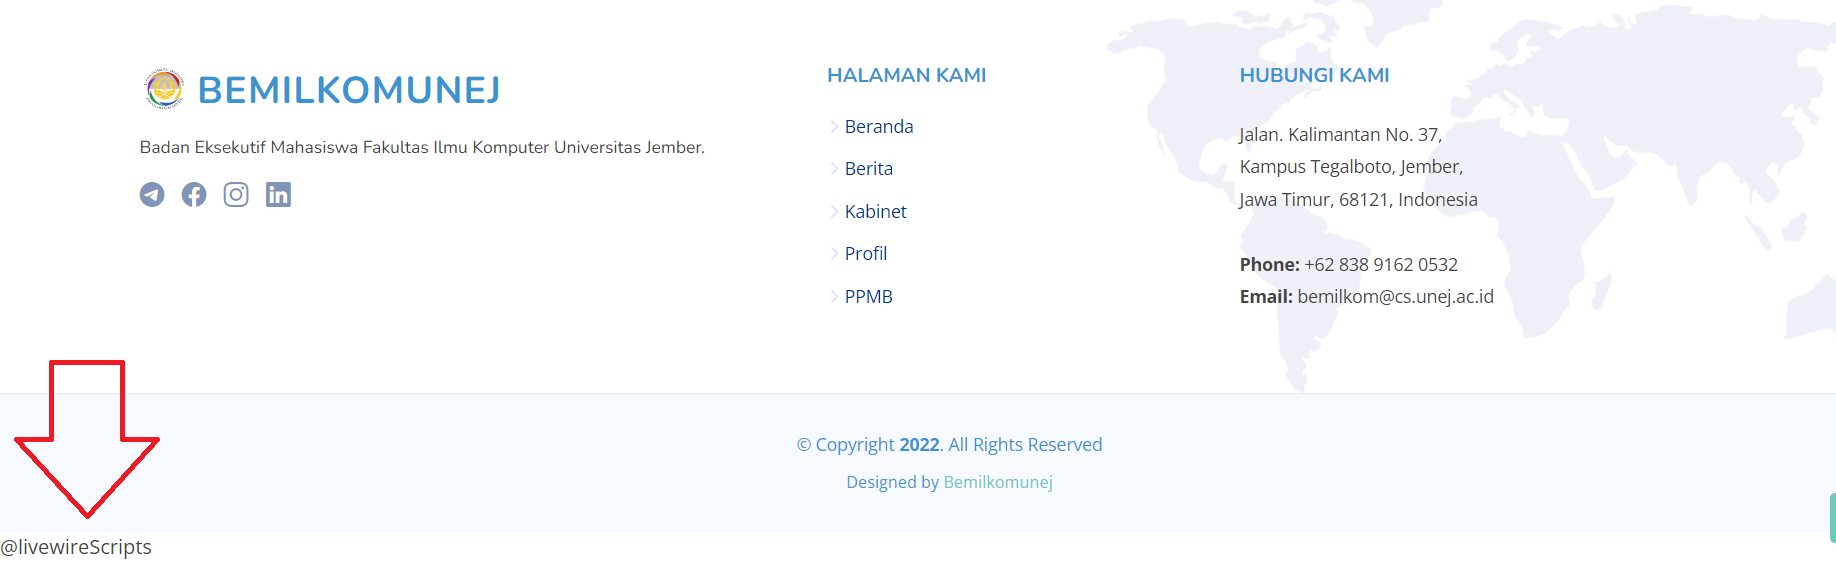 BEMILKOMUNEJ
Badan Eksekutif Mahasiswa Fakultas Ilmu Komputer Universitas Jember.
HALAMAN KAMI
Beranda
Berita
Kabinet
Profil
PPMB
HUBUNGI KAMI
Jalan. Kalimantan No. 37,
Kampus Tegalboto, Jember,
Jawa Timur, 68121, Indonesia
Phone: +62 838 9162 0532
Email: bemilkom@cs.unej.ac.id
© Copyright 2022. All Rights Reserved
Designed by Bemilkomunej
@livewireScripts